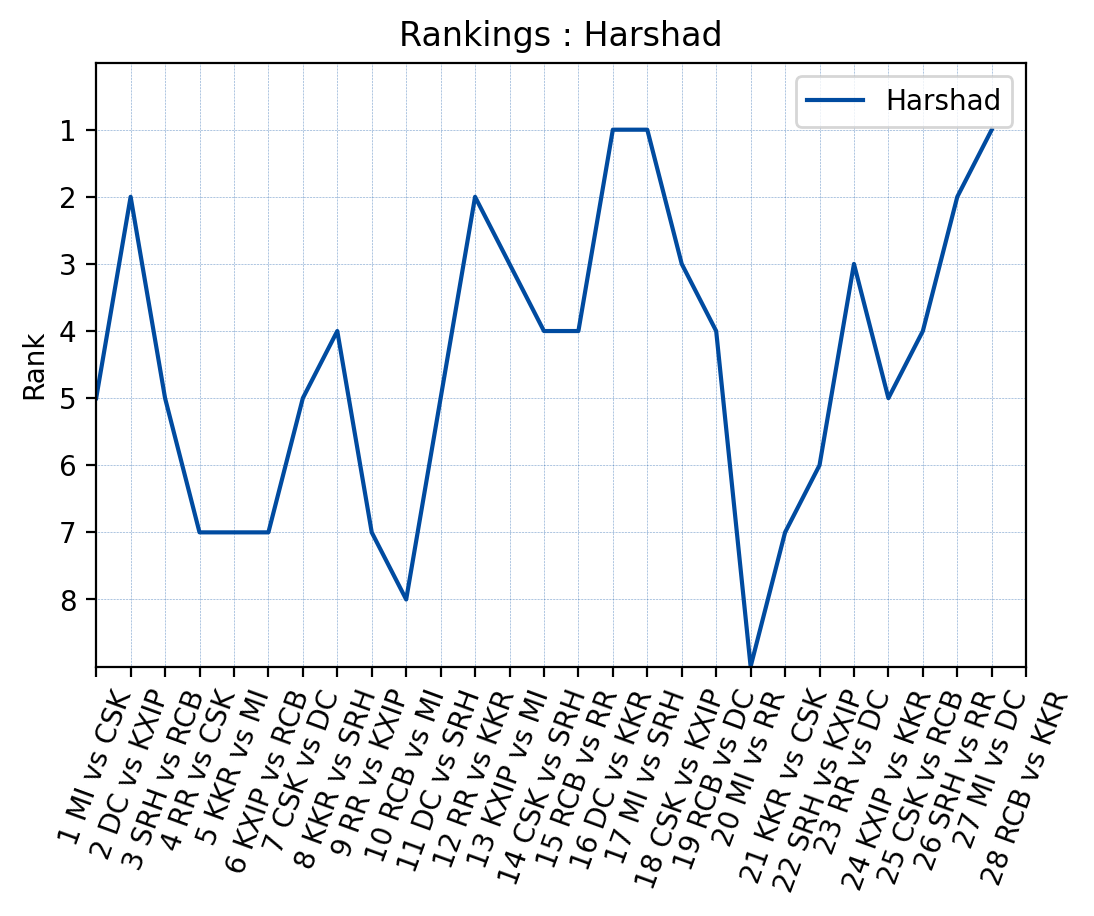 Rankings : Harshad
Harshad
Rank
1
2
3
4
5
6
7
8
1 MI vs CSK
2 DC vs KXIP
3 SRH vs RCB
4 RR vs CSK
5 KKR vs MI
6 KXIP vs RCB
7 CSK vs DC
8 KKR vs SRH
9 RR vs KXIP
10 RCB vs MI
11 DC vs SRH
12 RR vs KKR
13 KXIP vs MI
14 CSK vs SRH
15 RCB vs RR
16 DC vs KKR
17 MI vs SRH
18 CSK vs KXIP
19 RCB vs DC
20 MI vs RR
21 KKR vs CSK
22 SRH vs KXIP
23 RR vs DC
24 KXIP vs KKR
25 CSK vs RCB
26 SRH vs RR
27 MI vs DC
28 RCB vs KKR